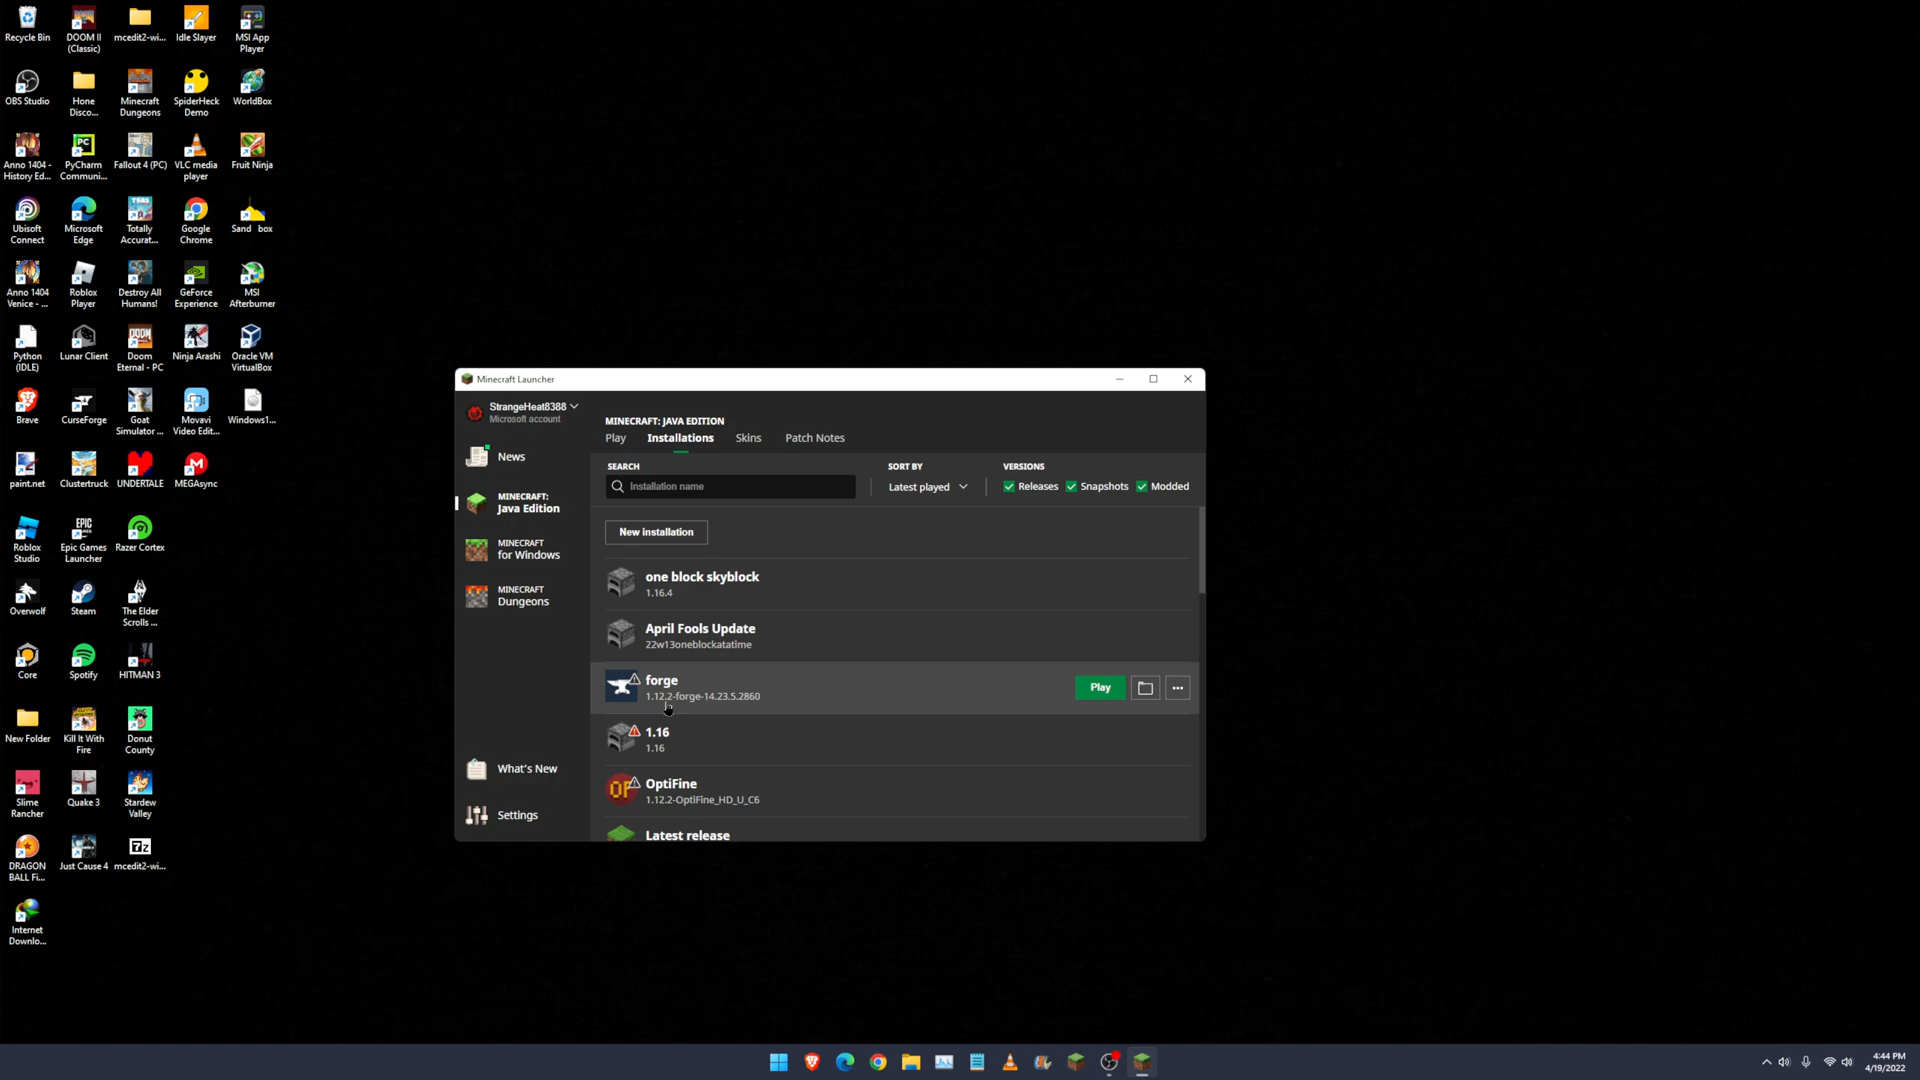 Recycle Bin
DOOM II
(Classic)
mcedit2-wi...
Idle Slayer
MSI App
Player
OBS Studio
Hone
Disco...
Minecraft
Dungeons
SpiderHeck
Demo
WorldBox
Anno 1404 -
History Ed...
PyCharm
Communi...
Fallout 4 (PC)
VLC media
player
Fruit Ninja
Ubisoft
Connect
Microsoft
Edge
Totally
Accurat...
Google
Chrome
Sand box
Anno 1404
Venice - ...
Roblox
Player
Destroy All
Humans!
GeForce
Experience
MSI
Afterburner
Python
(IDLE)
Lunar Client
Doom
Eternal - PC
Ninja Arashi
Oracle VM
VirtualBox
Brave
CurseForge
Goat
Simulator ...
Movavi
Video Edit...
Windows1...
paint.net
Clustertruck
UNDERTALE
MEGAsync
Roblox
Studio
Epic Games
Launcher
Razer Cortex
Overwolf
Steam
The Elder
Scrolls ...
Core
Spotify
HITMAN 3
New Folder
Kill It With
Fire
Donut
County
Slime
Rancher
Quake 3
Stardew
Valley
DRAGON
BALL Fi...
Just Cause 4
mcedit2-wi...
Internet
Downlo...
Minecraft Launcher
StrangeHeat8388
Microsoft account
News
MINECRAFT:
Java Edition
MINECRAFT
for Windows
MINECRAFT
Dungeons
What's New
Settings
MINECRAFT: JAVA EDITION
Play Installations Skins Patch Notes
SEARCH SORT BY VERSIONS
Installation name Latest played Releases Snapshots Modded
New installation
one block skyblock
1.16.4
April Fools Update
22w13oneblockatatime
forge
1.12.2-forge-14.23.5.2860
Play
1.16
1.16
OptiFine
1.12.2-OptiFine_HD_U_C6
Latest release
4:44 PM
4/19/2022